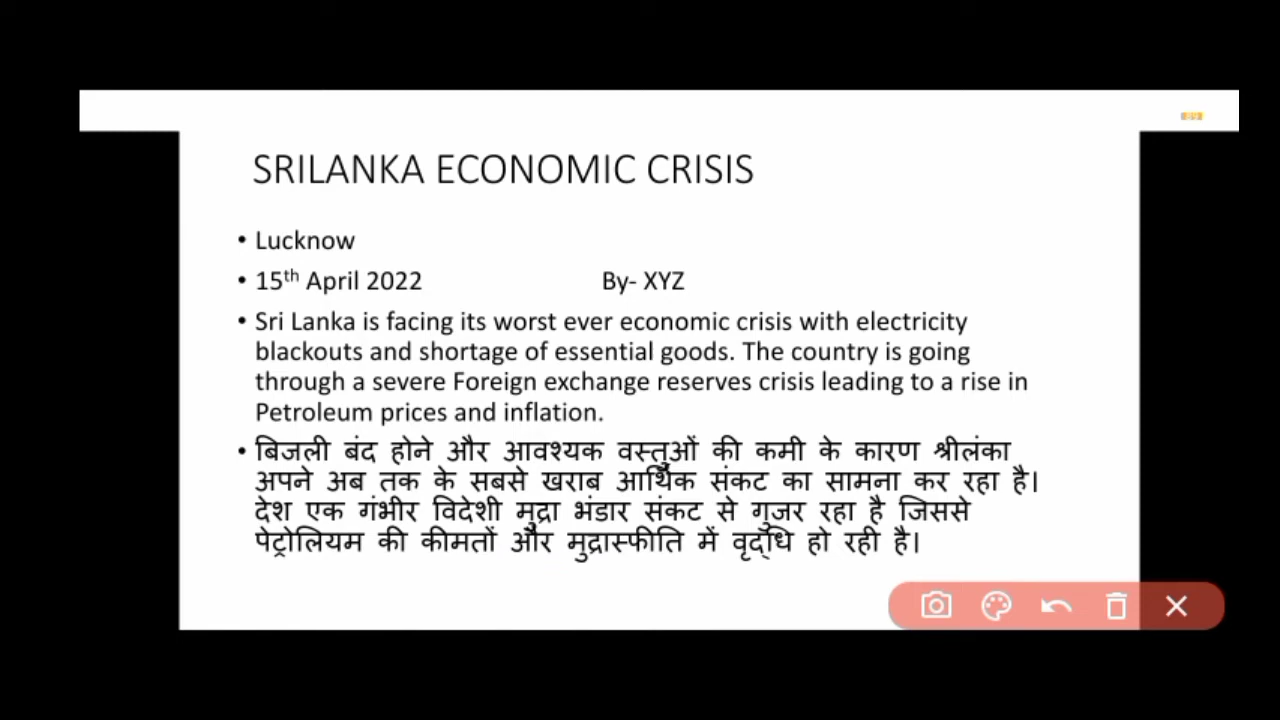 SRILANKA ECONOMIC CRISIS
• Lucknow
• 15th April 2022 By- XYZ
• Sri Lanka is facing its worst ever economic crisis with electricity
blackouts and shortage of essential goods. The country is going
through a severe Foreign exchange reserves crisis leading to a rise in
Petroleum prices and inflation.
• बिजली बंद होने और आवश्यक वस्तुओं की कमी के कारण श्रीलंका
अपने अब तक के सबसे खराब आर्थिक संकट का सामना कर रहा है।
देश एक गंभीर विदेशी मुद्रा भंडार संकट से गुजर रहा है जिससे
पेट्रोलियम की कीमतों और मुद्रास्फीति में वृद्धि हो रही है।